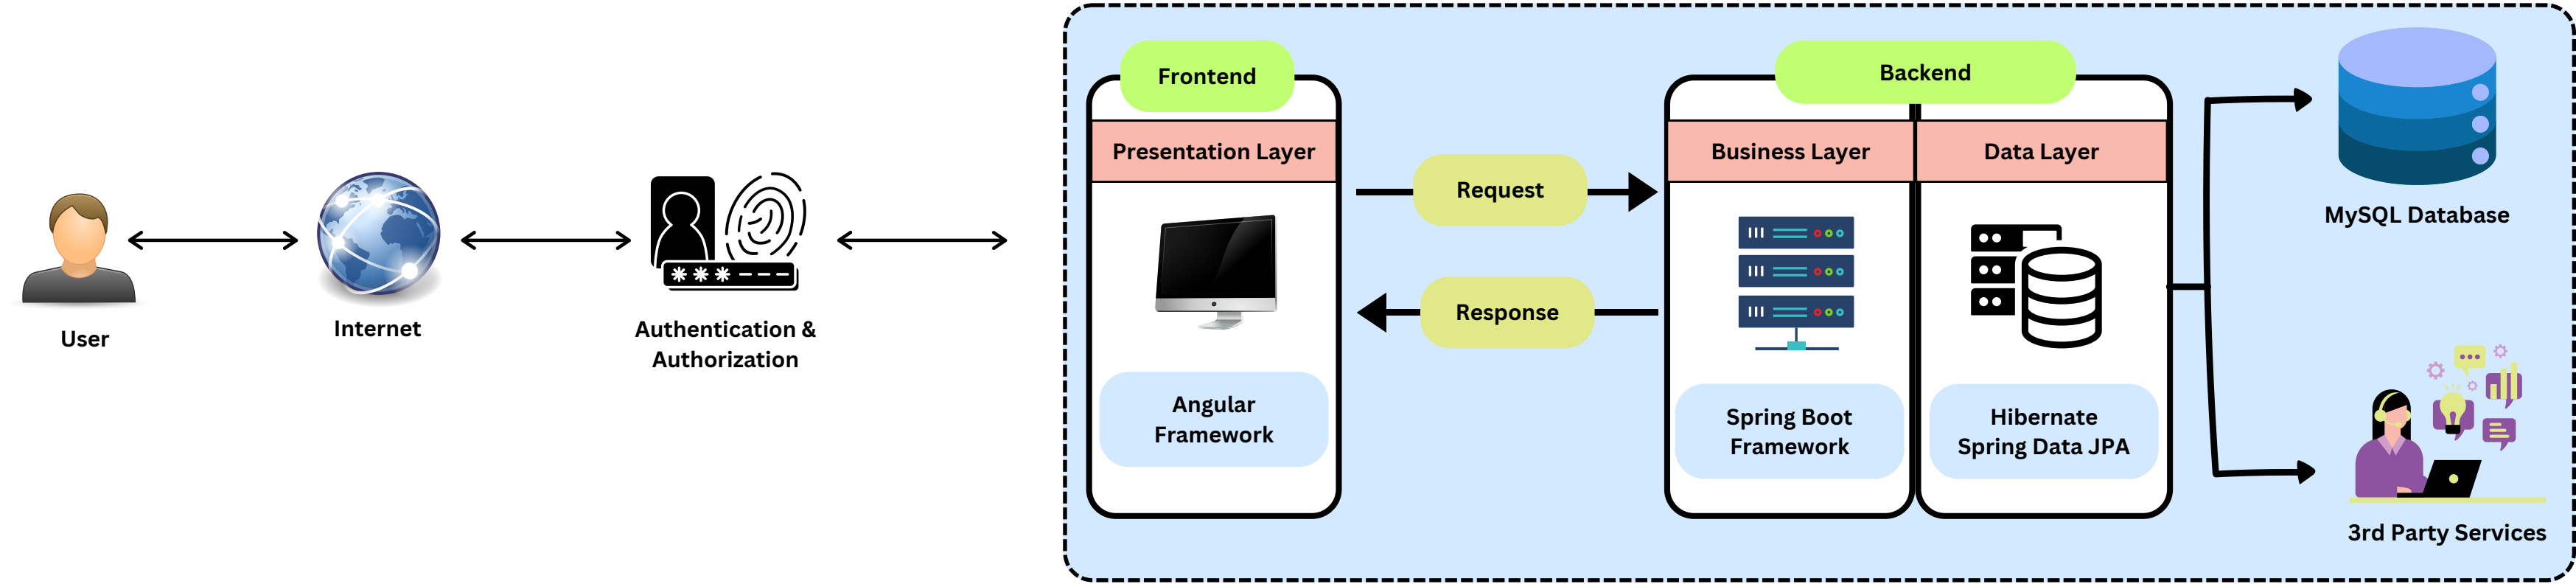 User
Internet
Authentication &
Authorization
Frontend
Presentation Layer
Angular
Framework
Request
Response
Backend
Business Layer
Data Layer
Spring Boot
Framework
Hibernate
Spring Data JPA
MySQL Database
3rd Party Services